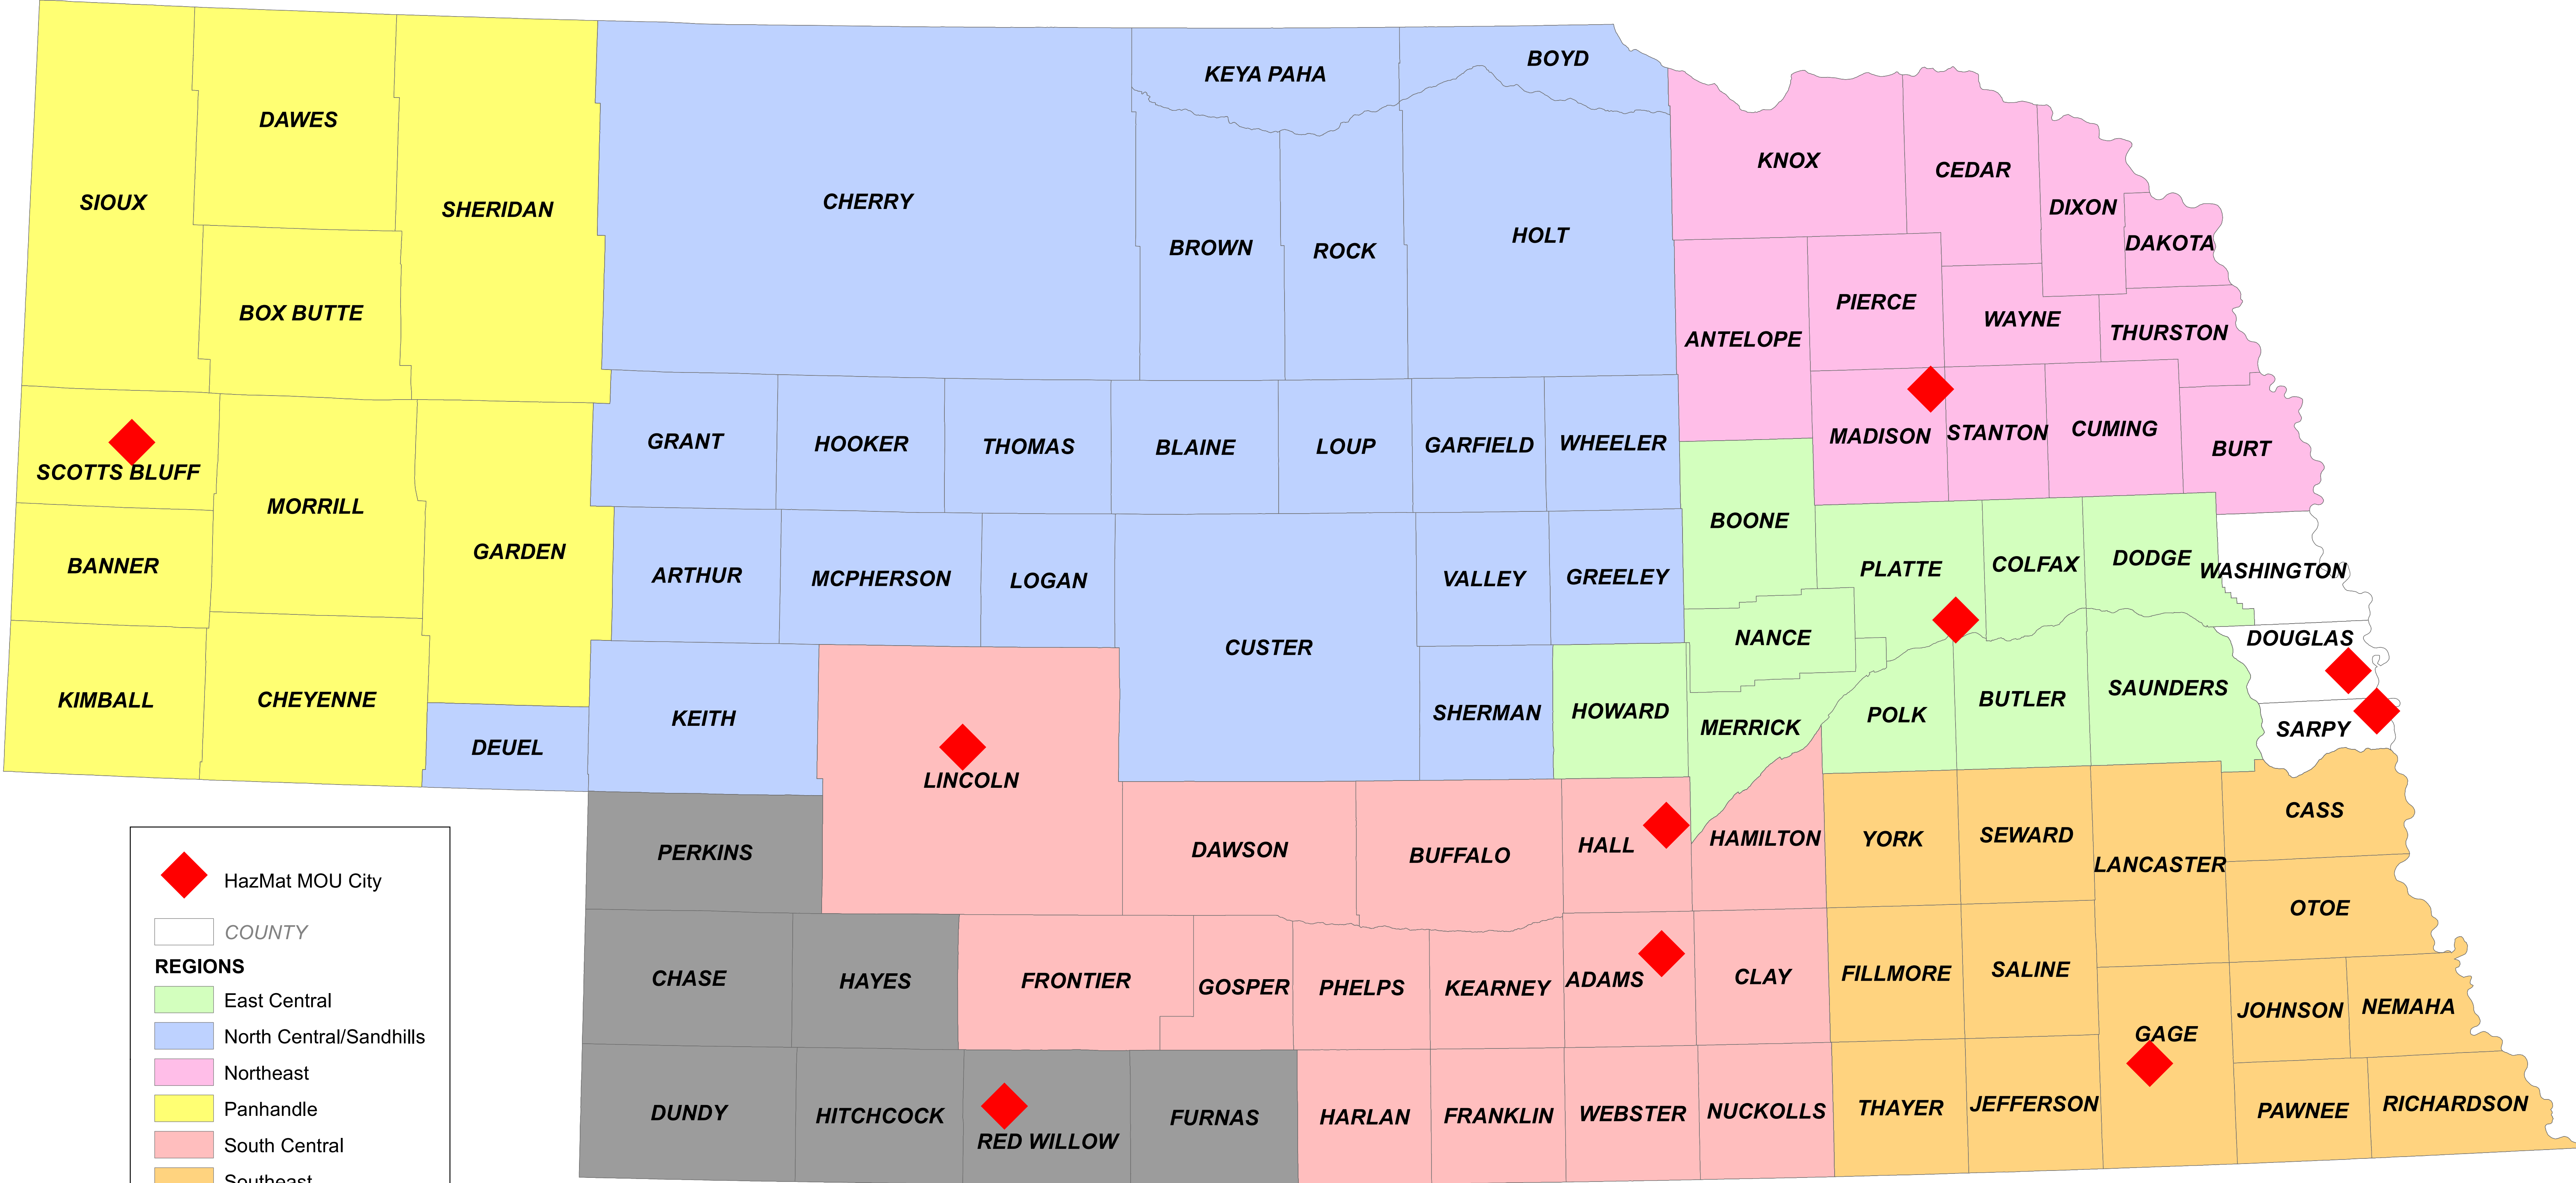 BOYD
KEYA PAHA
DAWES
KNOX
CEDAR
SIOUX
SHERIDAN
CHERRY
DIXON
BROWN
ROCK
HOLT
DAKOTA
BOX BUTTE
PIERCE
WAYNE
ANTELOPE
THURSTON
GRANT
HOOKER
THOMAS
BLAINE
LOUP
GARFIELD
WHEELER
MADISON
STANTON
CUMING
BURT
SCOTTS BLUFF
MORRILL
BOONE
BANNER
GARDEN
ARTHUR
MCPHERSON
LOGAN
VALLEY
GREELEY
PLATTE
COLFAX
DODGE
WASHINGTON
CUSTER
NANCE
DOUGLAS
KIMBALL
CHEYENNE
KEITH
SHERMAN
HOWARD
MERRICK
POLK
BUTLER
SAUNDERS
SARPY
DEUEL
LINCOLN
PERKINS
DAWSON
BUFFALO
HALL
HAMILTON
YORK
SEWARD
LANCASTER
CASS
OTOE
CHASE
HAYES
FRONTIER
GOSPER
PHELPS
KEARNEY
ADAMS
CLAY
FILLMORE
SALINE
GAGE
JOHNSON
NEMAHA
DUNDY
HITCHCOCK
RED WILLOW
FURNAS
HARLAN
FRANKLIN
WEBSTER
NUCKOLLS
THAYER
JEFFERSON
PAWNEE
RICHARDSON
HazMat MOU City
COUNTY
REGIONS
East Central
North Central/Sandhills
Northeast
Panhandle
South Central
Southeast